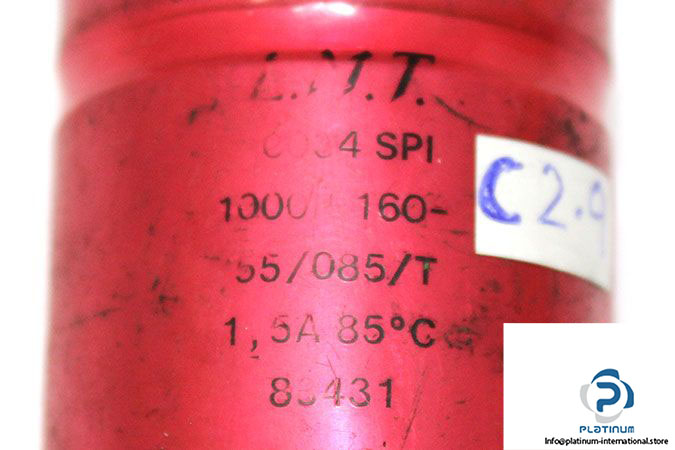 L.M.T.
SPI
160-
55/085/T
1,5A 85°C
C2.9
PLATINUM
Info@platinum-international.store